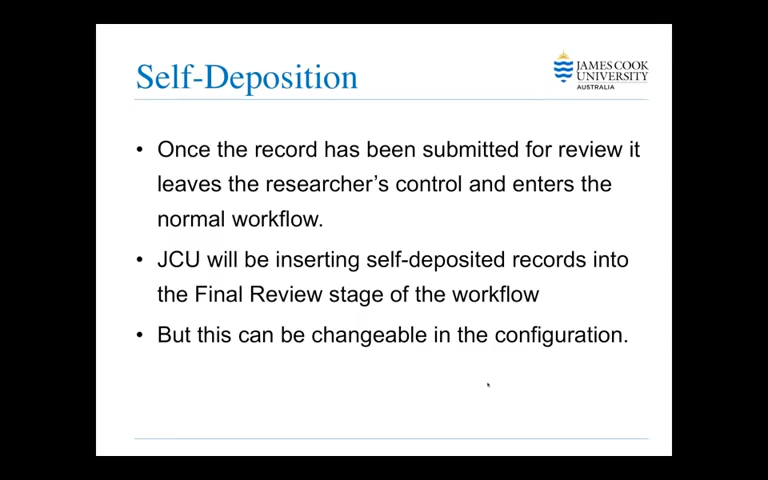 Self-Deposition
JAMES COOK
UNIVERSITY
AUSTRALIA
• Once the record has been submitted for review it
leaves the researcher’s control and enters the
normal workflow.
• JCU will be inserting self-deposited records into
the Final Review stage of the workflow
• But this can be changeable in the configuration.